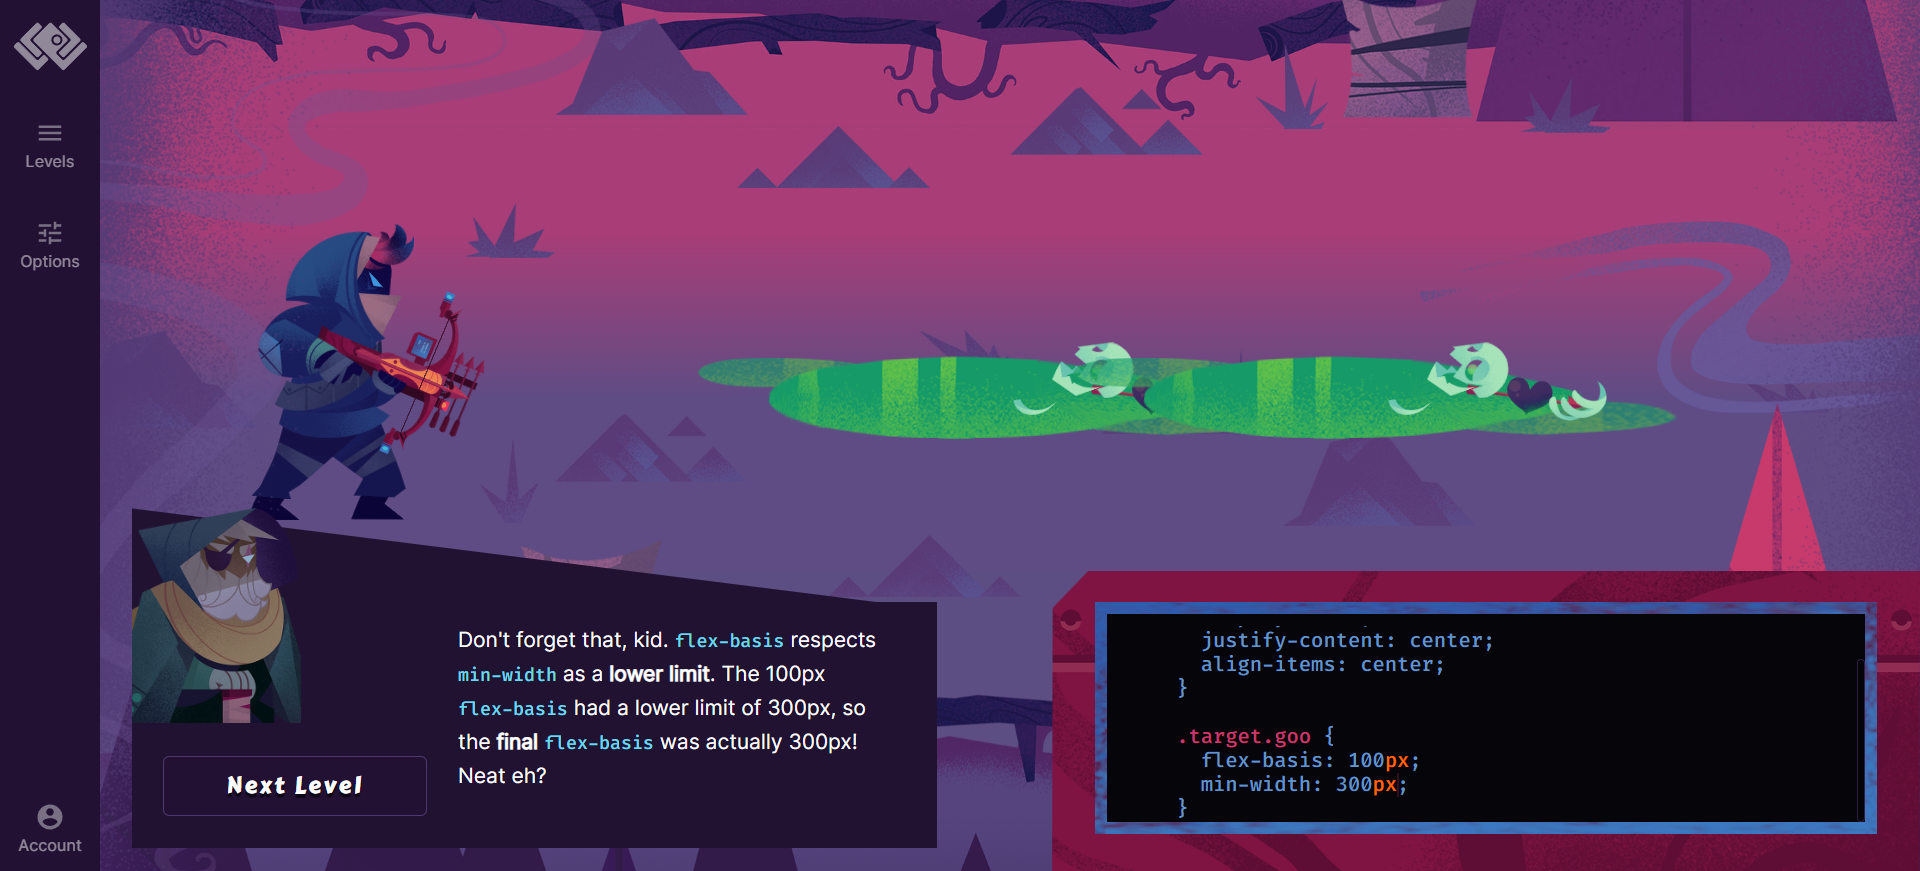 Levels
Options
Don't forget that, kid. flex-basis respects
min-width as a lower limit. The 100px
flex-basis had a lower limit of 300px, so
the final flex-basis was actually 300px!
Neat eh?
Next Level
Account
justify-content: center;
align-items: center;
}
.target.goo {
flex-basis: 100px;
min-width: 300px;
}